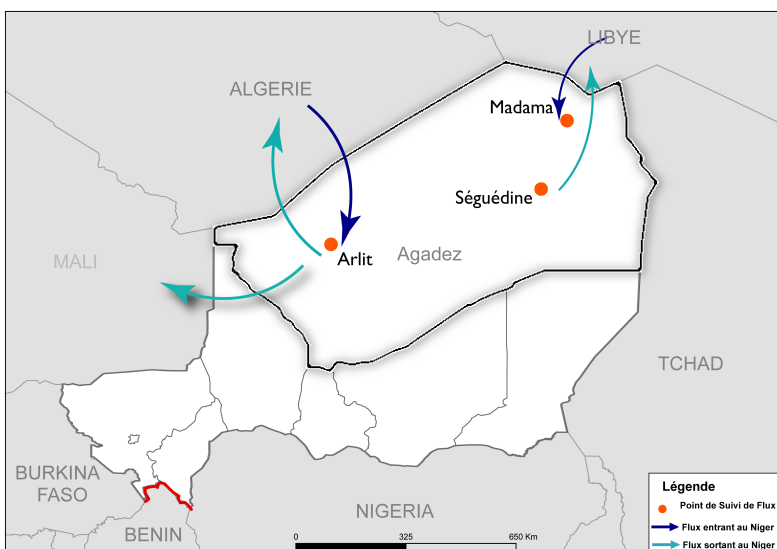 LIBYE
ALGERIE
Madama
Séguédine
Arlit
Agadez
MALI
TCHAD
BURKINA
FASO
NIGERIA
BENIN
0 325 650 Km
Légende
Point de Suivi de Flux
Flux entrant au Niger
Flux sortant au Niger